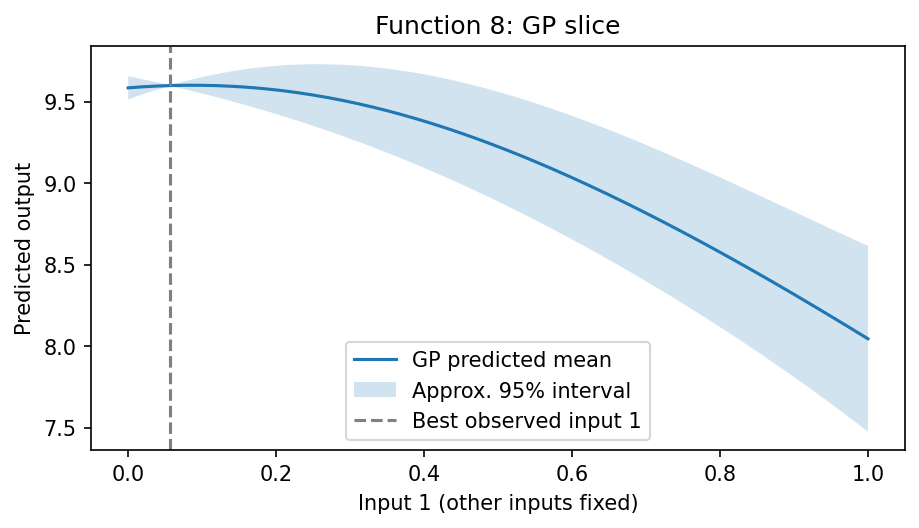 Function 8: GP slice
Predicted output
9.5
9.0
8.5
8.0
7.5
GP predicted mean
Approx. 95% interval
Best observed input 1
0.0 0.2 0.4 0.6 0.8 1.0
Input 1 (other inputs fixed)